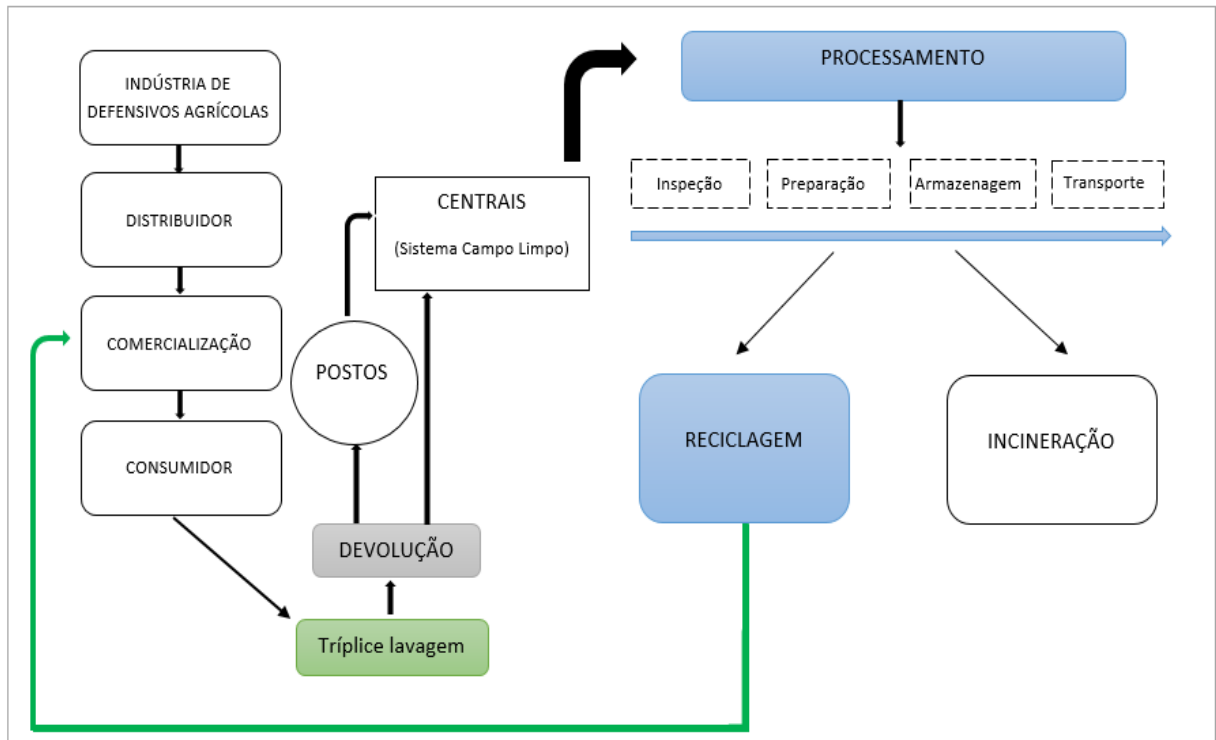 INDÚSTRIA DE
DEFENSIVOS AGRÍCOLAS
DISTRIBUIDOR
COMERCIALIZAÇÃO
CONSUMIDOR
Tríplice lavagem
DEVOLUÇÃO
POSTOS
CENTRAIS
(Sistema Campo Limpo)
PROCESSAMENTO
Inspeção
Preparação
Armazenagem
Transporte
RECICLAGEM
INCINERAÇÃO